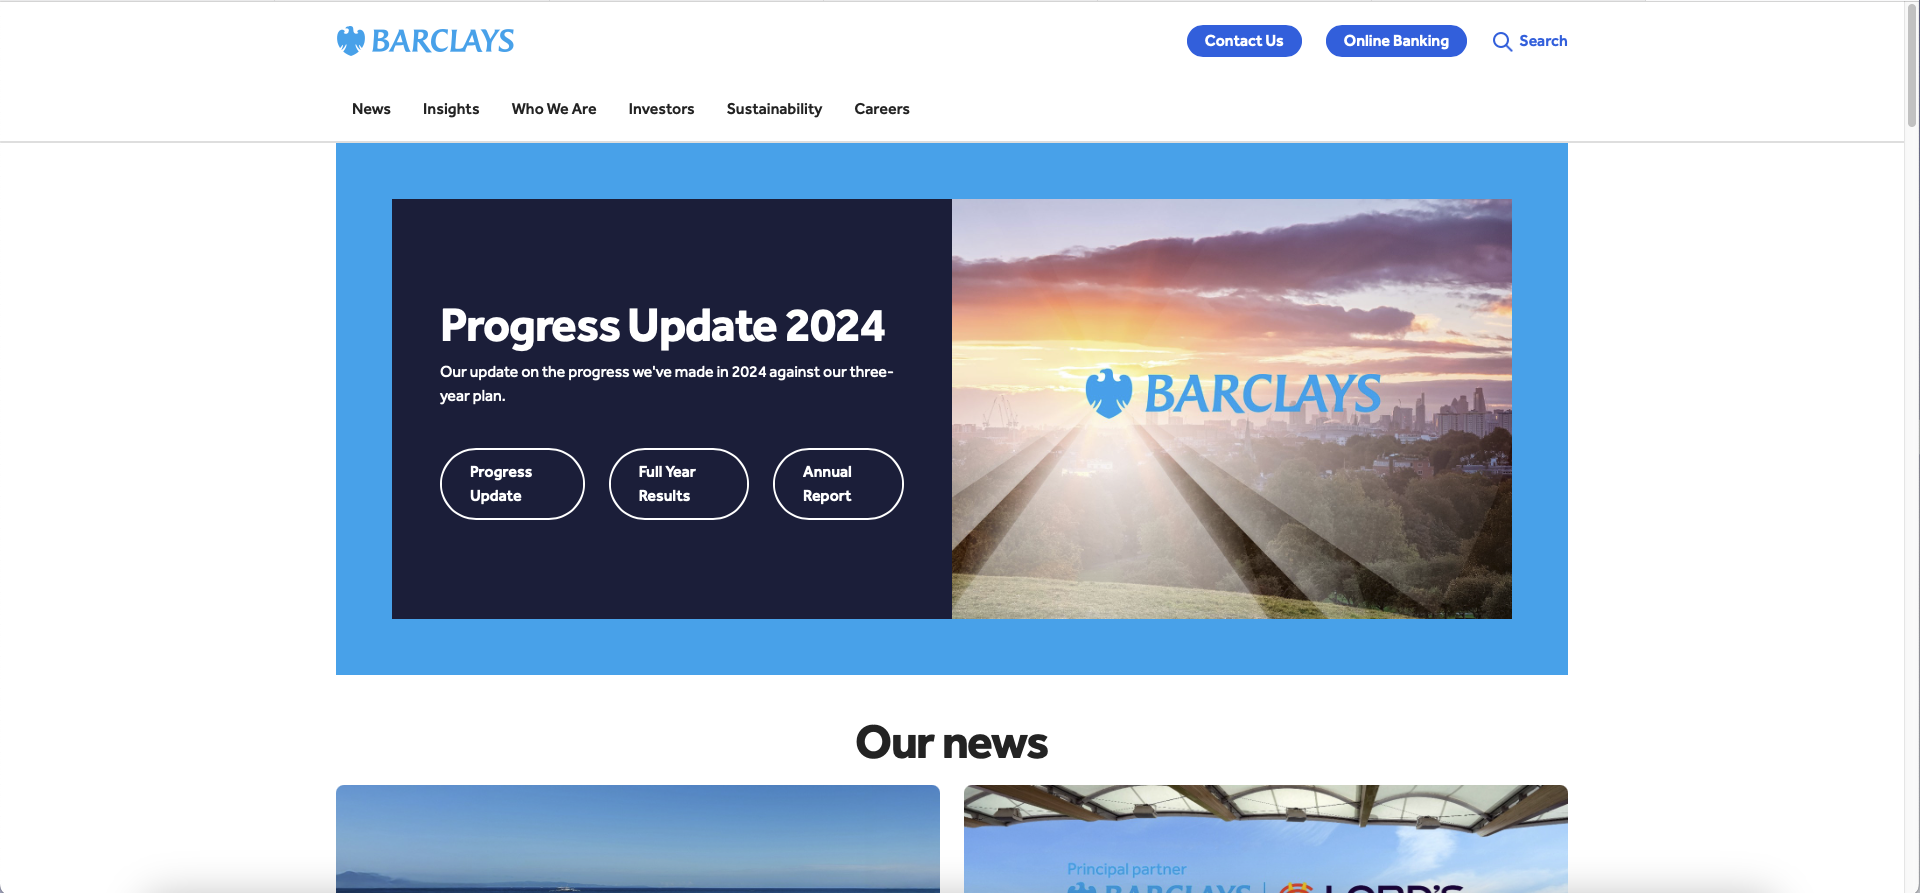 BARCLAYS
Contact Us
Online Banking
Search
News
Insights
Who We Are
Investors
Sustainability
Careers
Progress Update 2024
Our update on the progress we've made in 2024 against our three-
year plan.
Progress
Update
Full Year
Results
Annual
Report
BARCLAYS
Our news
Principal partner
BARCLAYS
LORD'S